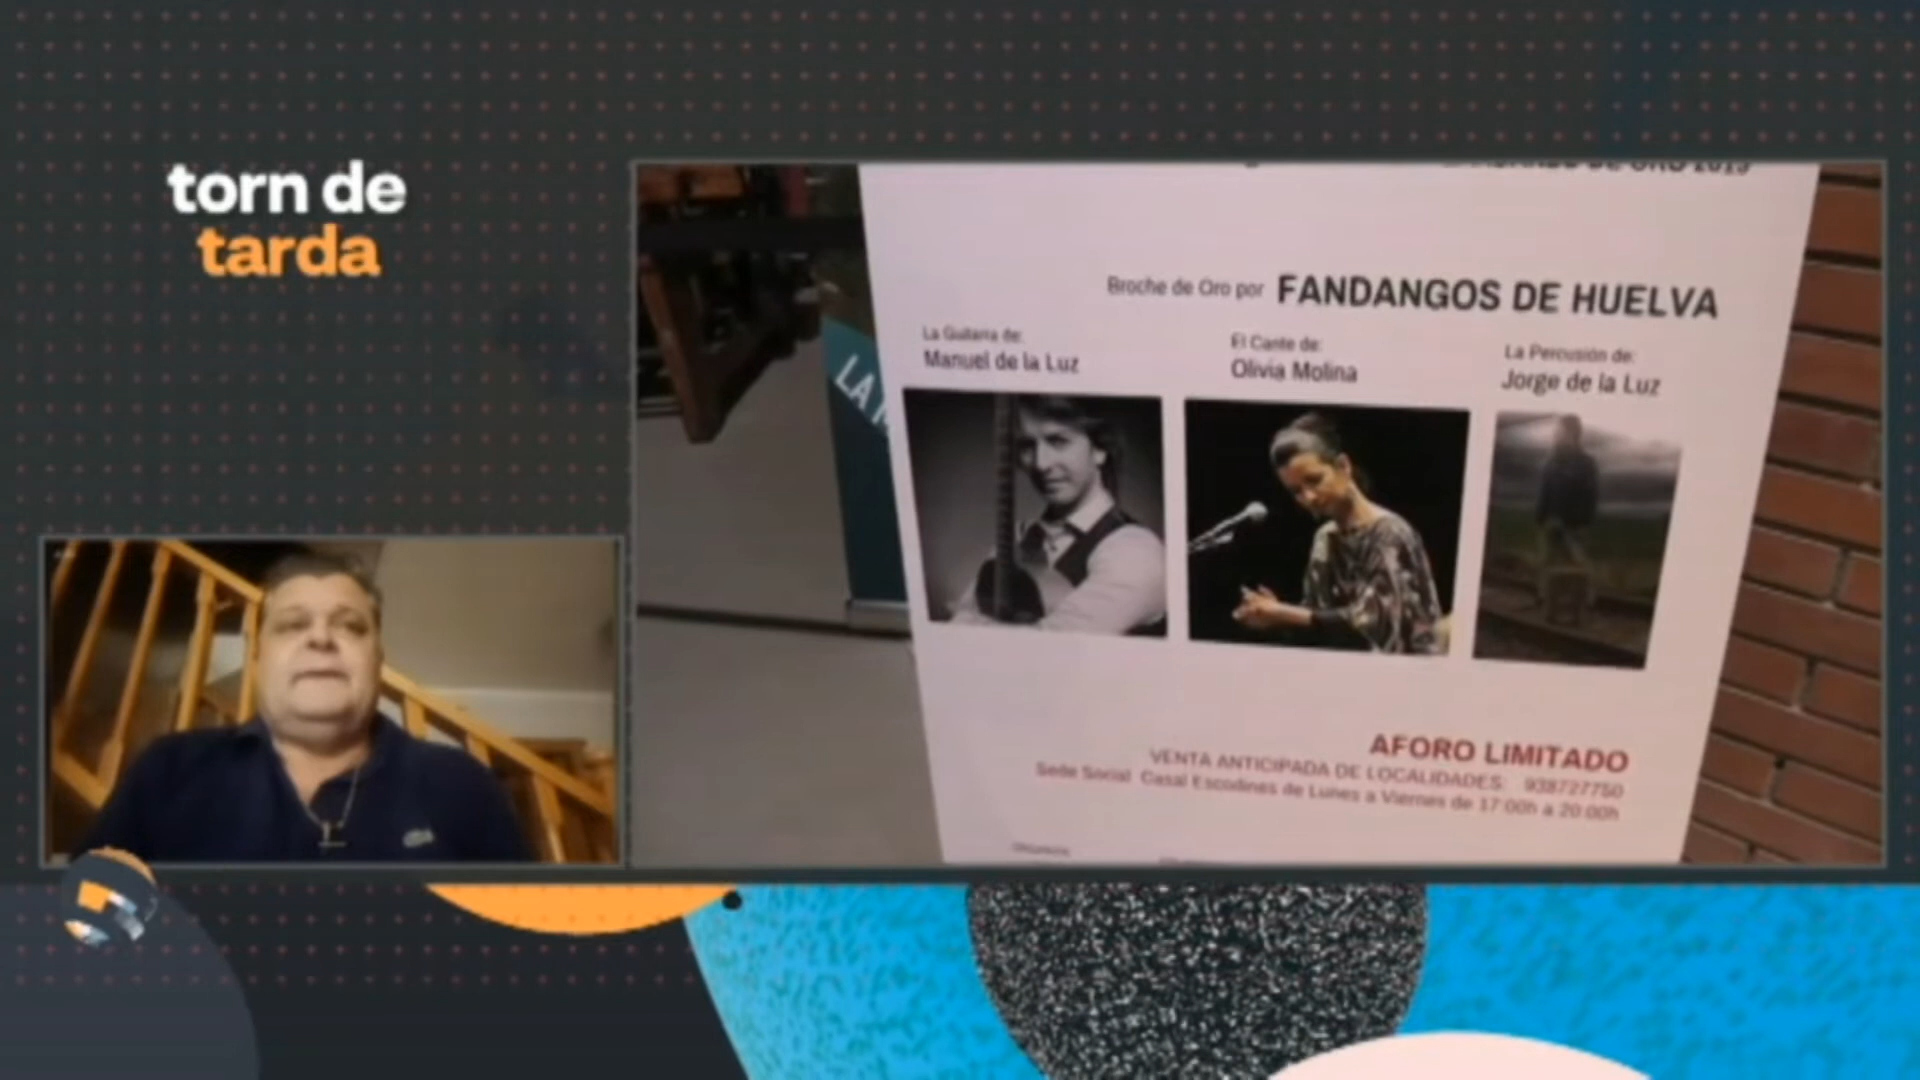 torn de
tarda
Broche de Oro por FANDANGOS DE HUELVA
La Guitarra de:
Manuel de la Luz
El Cante de:
Olivia Molina
La Percusión de:
Jorge de la Luz
LA
AFORO LIMITADO
VENTA ANTICIPADA DE LOCALIDADES: 938727750
Sede Social Casal Escodines de Lunes a Viernes de 17:00h a 20:00h